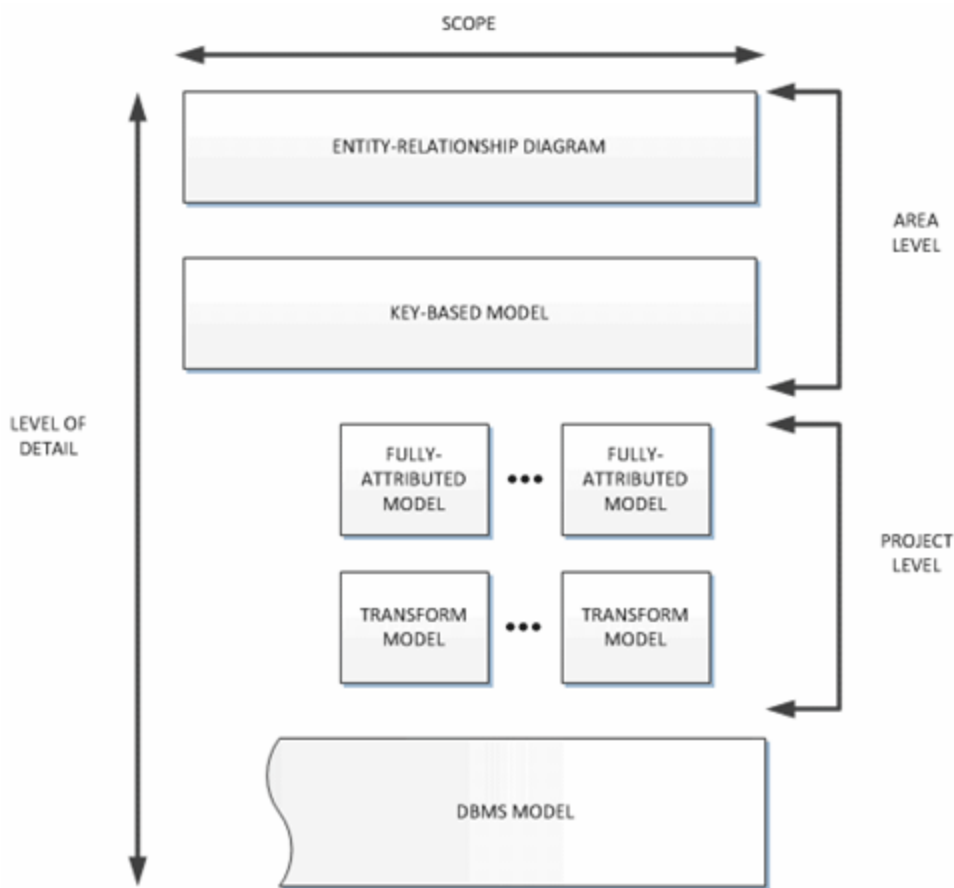 SCOPE
ENTITY-RELATIONSHIP DIAGRAM
AREA
LEVEL
KEY-BASED MODEL
LEVEL OF
DETAIL
FULLY-
ATTRIBUTED
MODEL
•••
FULLY-
ATTRIBUTED
MODEL
PROJECT
LEVEL
TRANSFORM
MODEL
•••
TRANSFORM
MODEL
DBMS MODEL